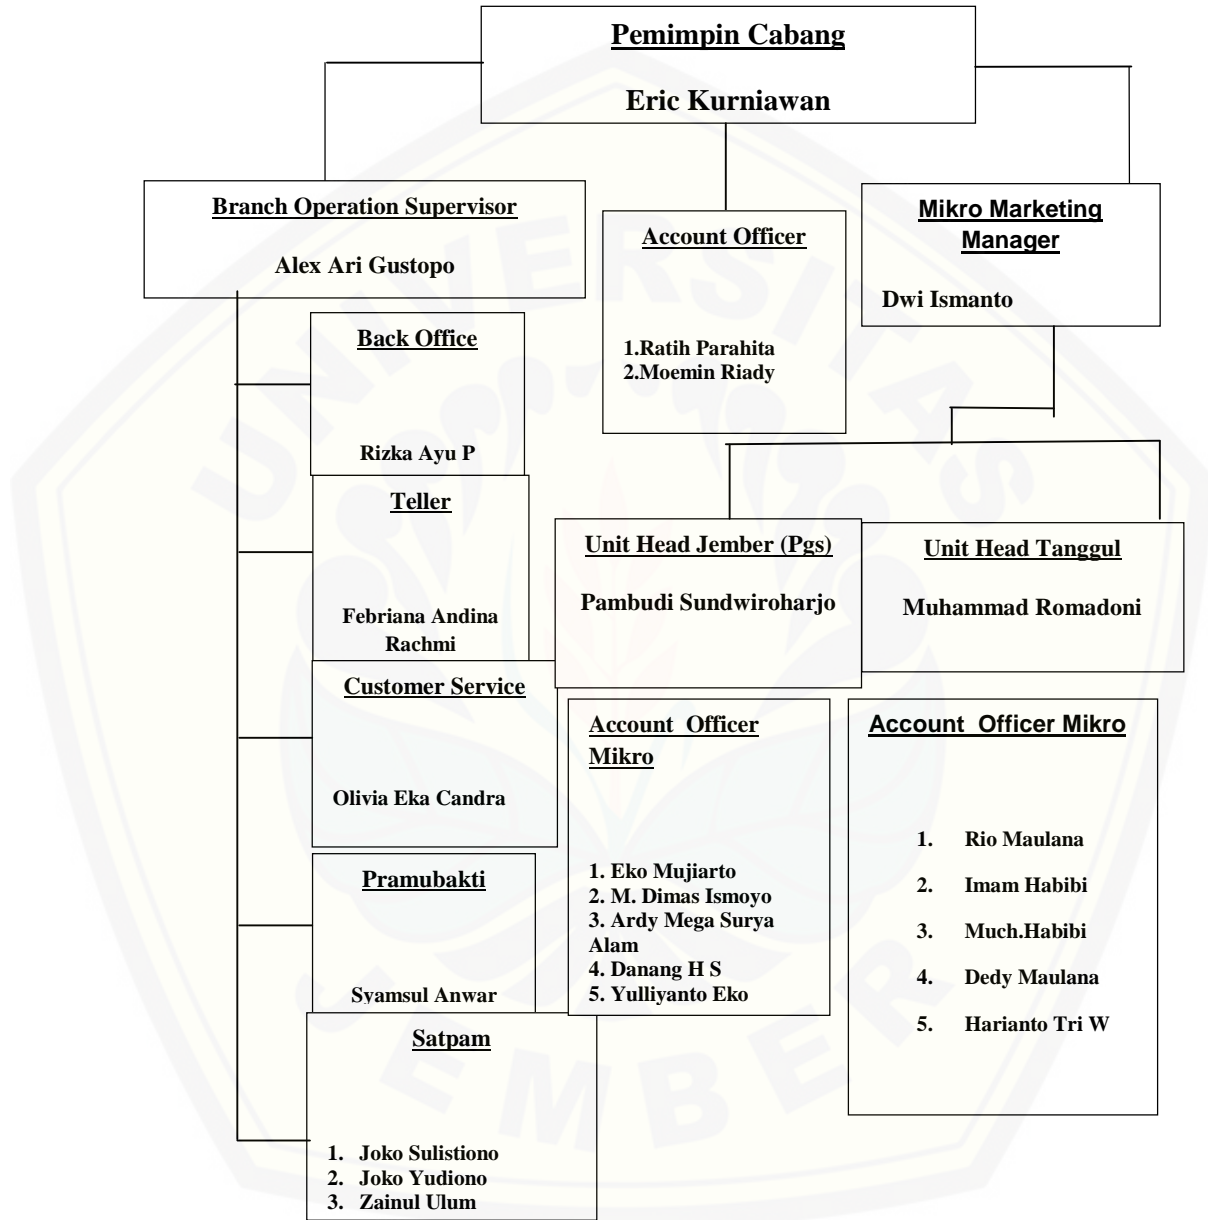 Pemimpin Cabang
Eric Kurniawan
Branch Operation Supervisor
Alex Ari Gustopo
Account Officer
1.Ratih Parahita
2.Moemin Riady
Mikro Marketing
Manager
Dwi Ismanto
Back Office
Rizka Ayu P
Teller
Febriana Andina
Rachmi
Customer Service
Olivia Eka Candra
Pramubakti
Syamsul Anwar
Satpam
1. Joko Sulistiono
2. Joko Yudiono
3. Zainul Ulum
Unit Head Jember (Pgs)
Pambudi Sundwiroharjo
Unit Head Tanggul
Muhammad Romadoni
Account Officer
Mikro
1. Eko Mujiarto
2. M. Dimas Ismoyo
3. Ardy Mega Surya
Alam
4. Danang H S
5. Yulliyanto Eko
Account Officer Mikro
1. Rio Maulana
2. Imam Habibi
3. Much.Habibi
4. Dedy Maulana
5. Harianto Tri W
UNIVERSITAS
JEMBER